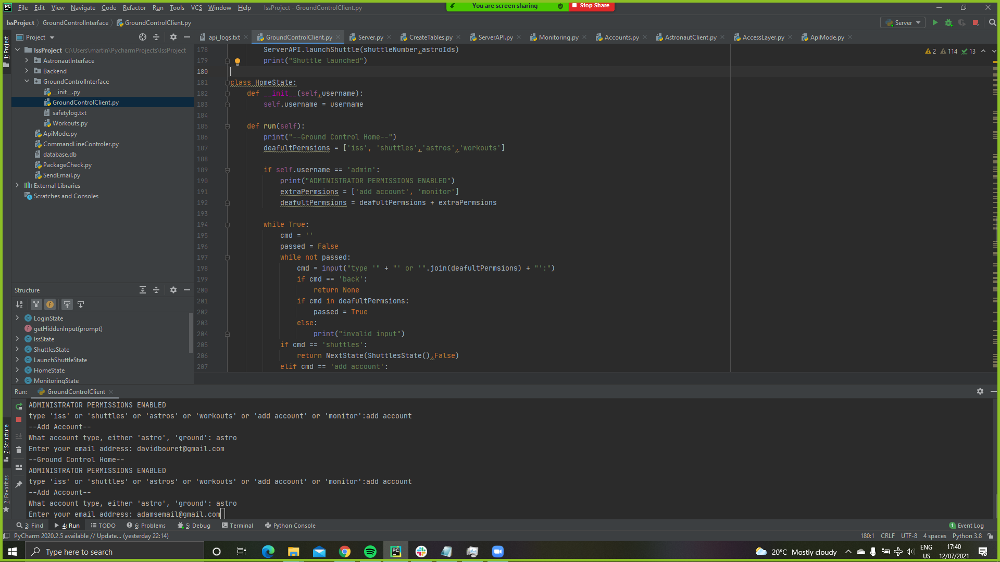 You are screen sharing
Stop Share
File Edit View Navigate Code Refactor Run Tools VCS Window Help IssProject - GroundControlClient.py
IssProject GroundControlInterface GroundControlClient.py
Server
1: Project
Project
api_logs.txt GroundControlClient.py Server.py CreateTables.py ServerAPI.py Monitoring.py Accounts.py AstronautClient.py AccessLayer.py ApiMode.py
IssProject C:\Users\martin\PycharmProjects\IssProject
AstronautInterface
Backend
GroundControlInterface
__init__.py
GroundControlClient.py
safetylog.txt
Workouts.py
ApiMode.py
CommandLineControler.py
database.db
PackageCheck.py
SendEmail.py
External Libraries
Scratches and Consoles
2 114 13
178 ServerAPI.launchShuttle(shuttleNumber,astroIds)
179 print("Shuttle launched")
180
181 class HomeState:
182 def __init__(self,username):
183 self.username = username
184
185 def run(self):
186 print("--Ground Control Home--")
187 deafultPermsions = ['iss', 'shuttles','astros','workouts']
188
189 if self.username == 'admin':
190 print("ADMINISTRATOR PERMISSIONS ENABLED")
191 extraPermsions = ['add account', 'monitor']
192 deafultPermsions = deafultPermsions + extraPermsions
193
194 while True:
195 cmd = ''
196 passed = False
197 while not passed:
198 cmd = input("type '" + "' or '".join(deafultPermsions) + "':")
199 if cmd == 'back':
200 return None
201 if cmd in deafultPermsions:
202 passed = True
203 else:
204 print("invalid input")
205 if cmd == 'shuttles':
206 return NextState(ShuttlesState(),False)
207 elif cmd == 'add account':
Structure
LoginState
getHiddenInput(prompt)
IssState
ShuttlesState
LaunchShuttleState
HomeState
MonitoringState
Run: GroundControlClient
ADMINISTRATOR PERMISSIONS ENABLED
type 'iss' or 'shuttles' or 'astros' or 'workouts' or 'add account' or 'monitor':add account
--Add Account--
What account type, either 'astro', 'ground': astro
Enter your email address: davidbouret@gmail.com
--Ground Control Home--
ADMINISTRATOR PERMISSIONS ENABLED
type 'iss' or 'shuttles' or 'astros' or 'workouts' or 'add account' or 'monitor':add account
--Add Account--
What account type, either 'astro', 'ground': astro
Enter your email address: adamsemail@gmail.com
7: Structure
2: Favorites
3: Find 4: Run TODO 6: Problems 5: Debug Terminal Python Console 1 Event Log
PyCharm 2020.2.5 available // Update... (yesterday 22:14) 180:1 CRLF UTF-8 4 spaces Python 3.8
Type here to search
20°C Mostly cloudy
ENG
US
17:40
12/07/2021